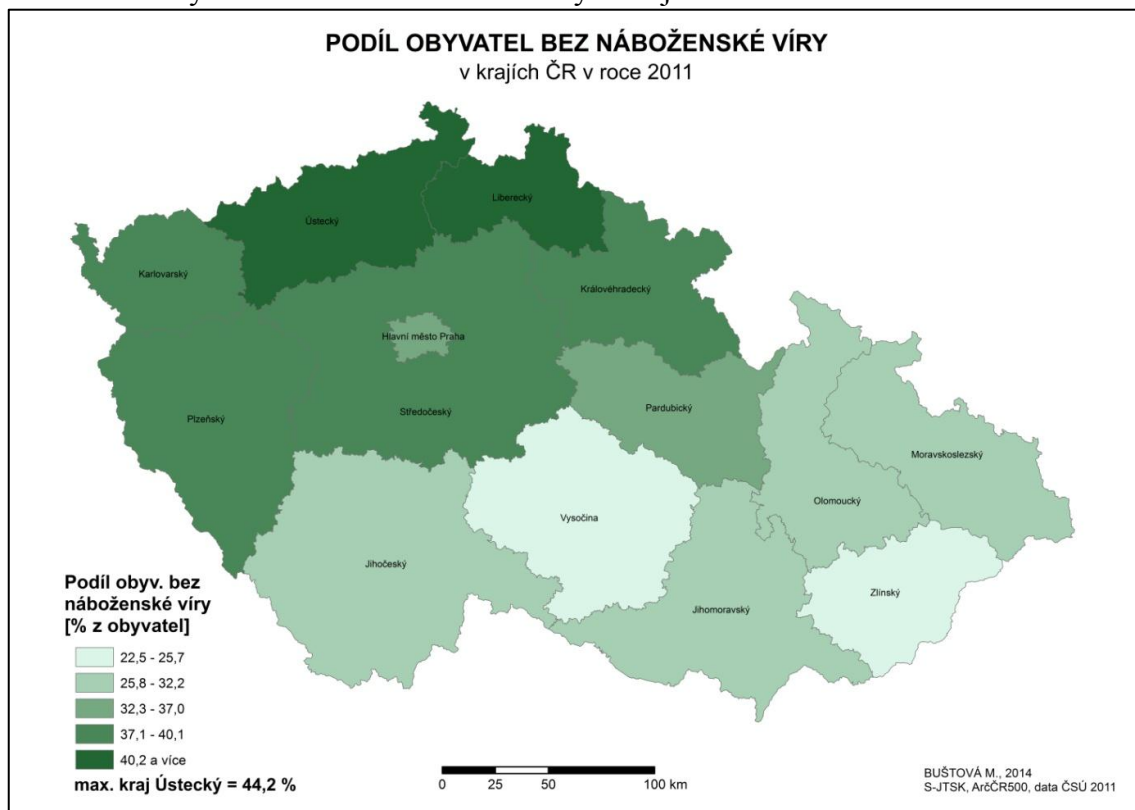 PODÍL OBYVATEL BEZ NÁBOŽENSKÉ VÍRY
v krajích ČR v roce 2011
Liberecký
Ústecký
Karlovarský
Královéhradecký
Hlavní město Praha
Plzeňský
Středočeský
Pardubický
Moravskoslezský
Olomoucký
Vysočina
Jihočeský
Zlínský
Jihomoravský
Podíl obyv. bez
náboženské víry
[% z obyvatel]
22,5 - 25,7
25,8 - 32,2
32,3 - 37,0
37,1 - 40,1
40,2 a více
max. kraj Ústecký = 44,2 %
0 25 50 100 km
BUŠTOVÁ M., 2014
S-JTSK, ArcČR500, data ČSÚ 2011